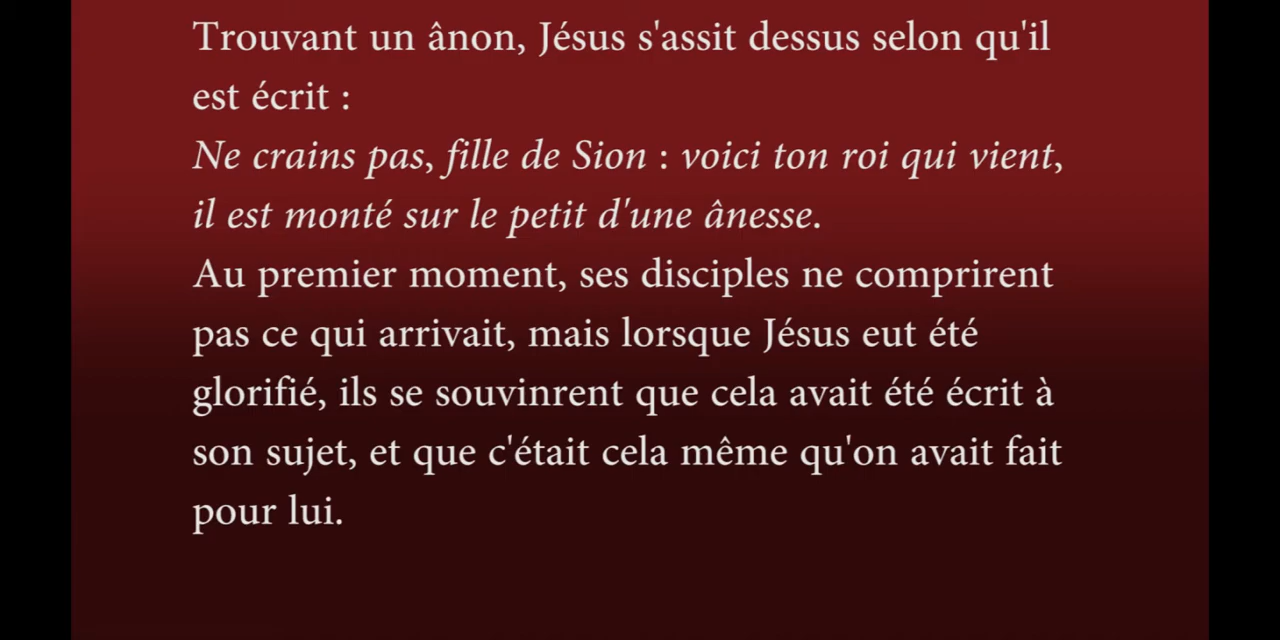 Trouvant un ânon, Jésus s'assit dessus selon qu'il
est écrit :
Ne crains pas, fille de Sion : voici ton roi qui vient,
il est monté sur le petit d'une ânesse.
Au premier moment, ses disciples ne comprirent
pas ce qui arrivait, mais lorsque Jésus eut été
glorifié, ils se souvinrent que cela avait été écrit à
son sujet, et que c'était cela même qu'on avait fait
pour lui.